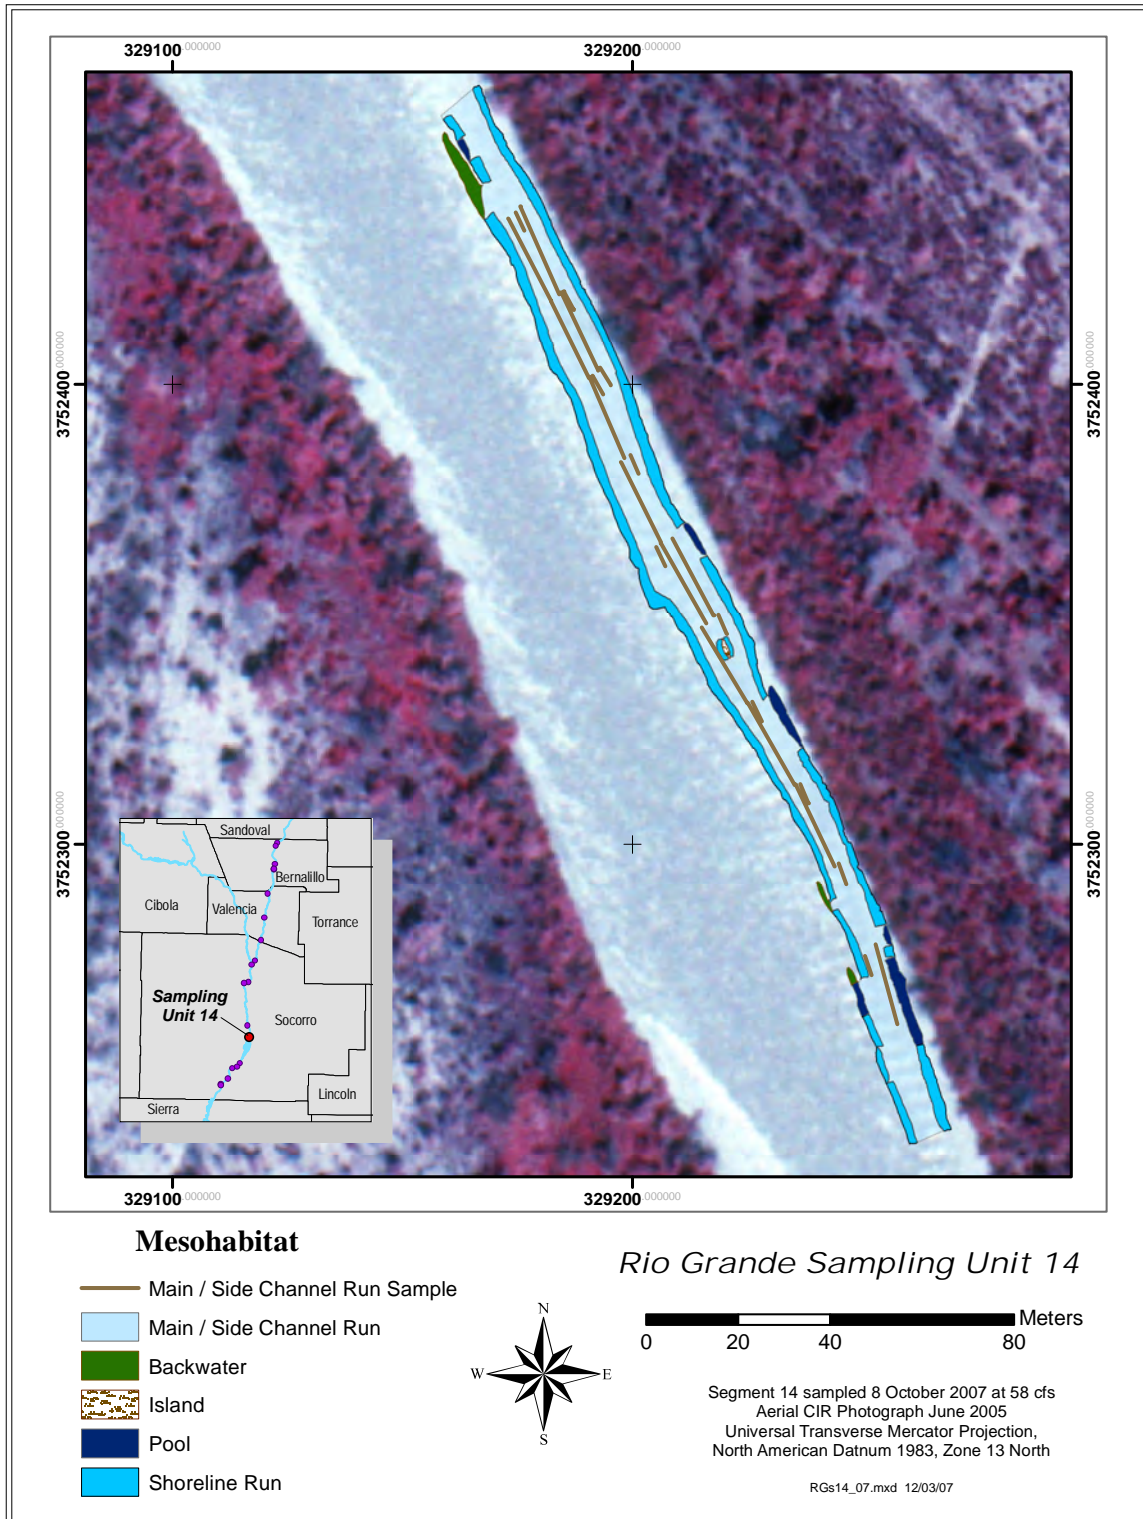 329100.000000 329200.000000
3752400.000000 3752400.000000
3752300.000000 3752300.000000
Sandoval
Bernalillo
Cibola
Valencia
Torrance
Sampling
Unit 14
Socorro
Lincoln
Sierra
329100.000000 329200.000000
Mesohabitat
Main / Side Channel Run Sample
Main / Side Channel Run
Backwater
Island
Pool
Shoreline Run
N
W E
S
Rio Grande Sampling Unit 14
Meters
0 20 40 80
Segment 14 sampled 8 October 2007 at 58 cfs
Aerial CIR Photograph June 2005
Universal Transverse Mercator Projection,
North American Datnum 1983, Zone 13 North
RGs14_07.mxd 12/03/07